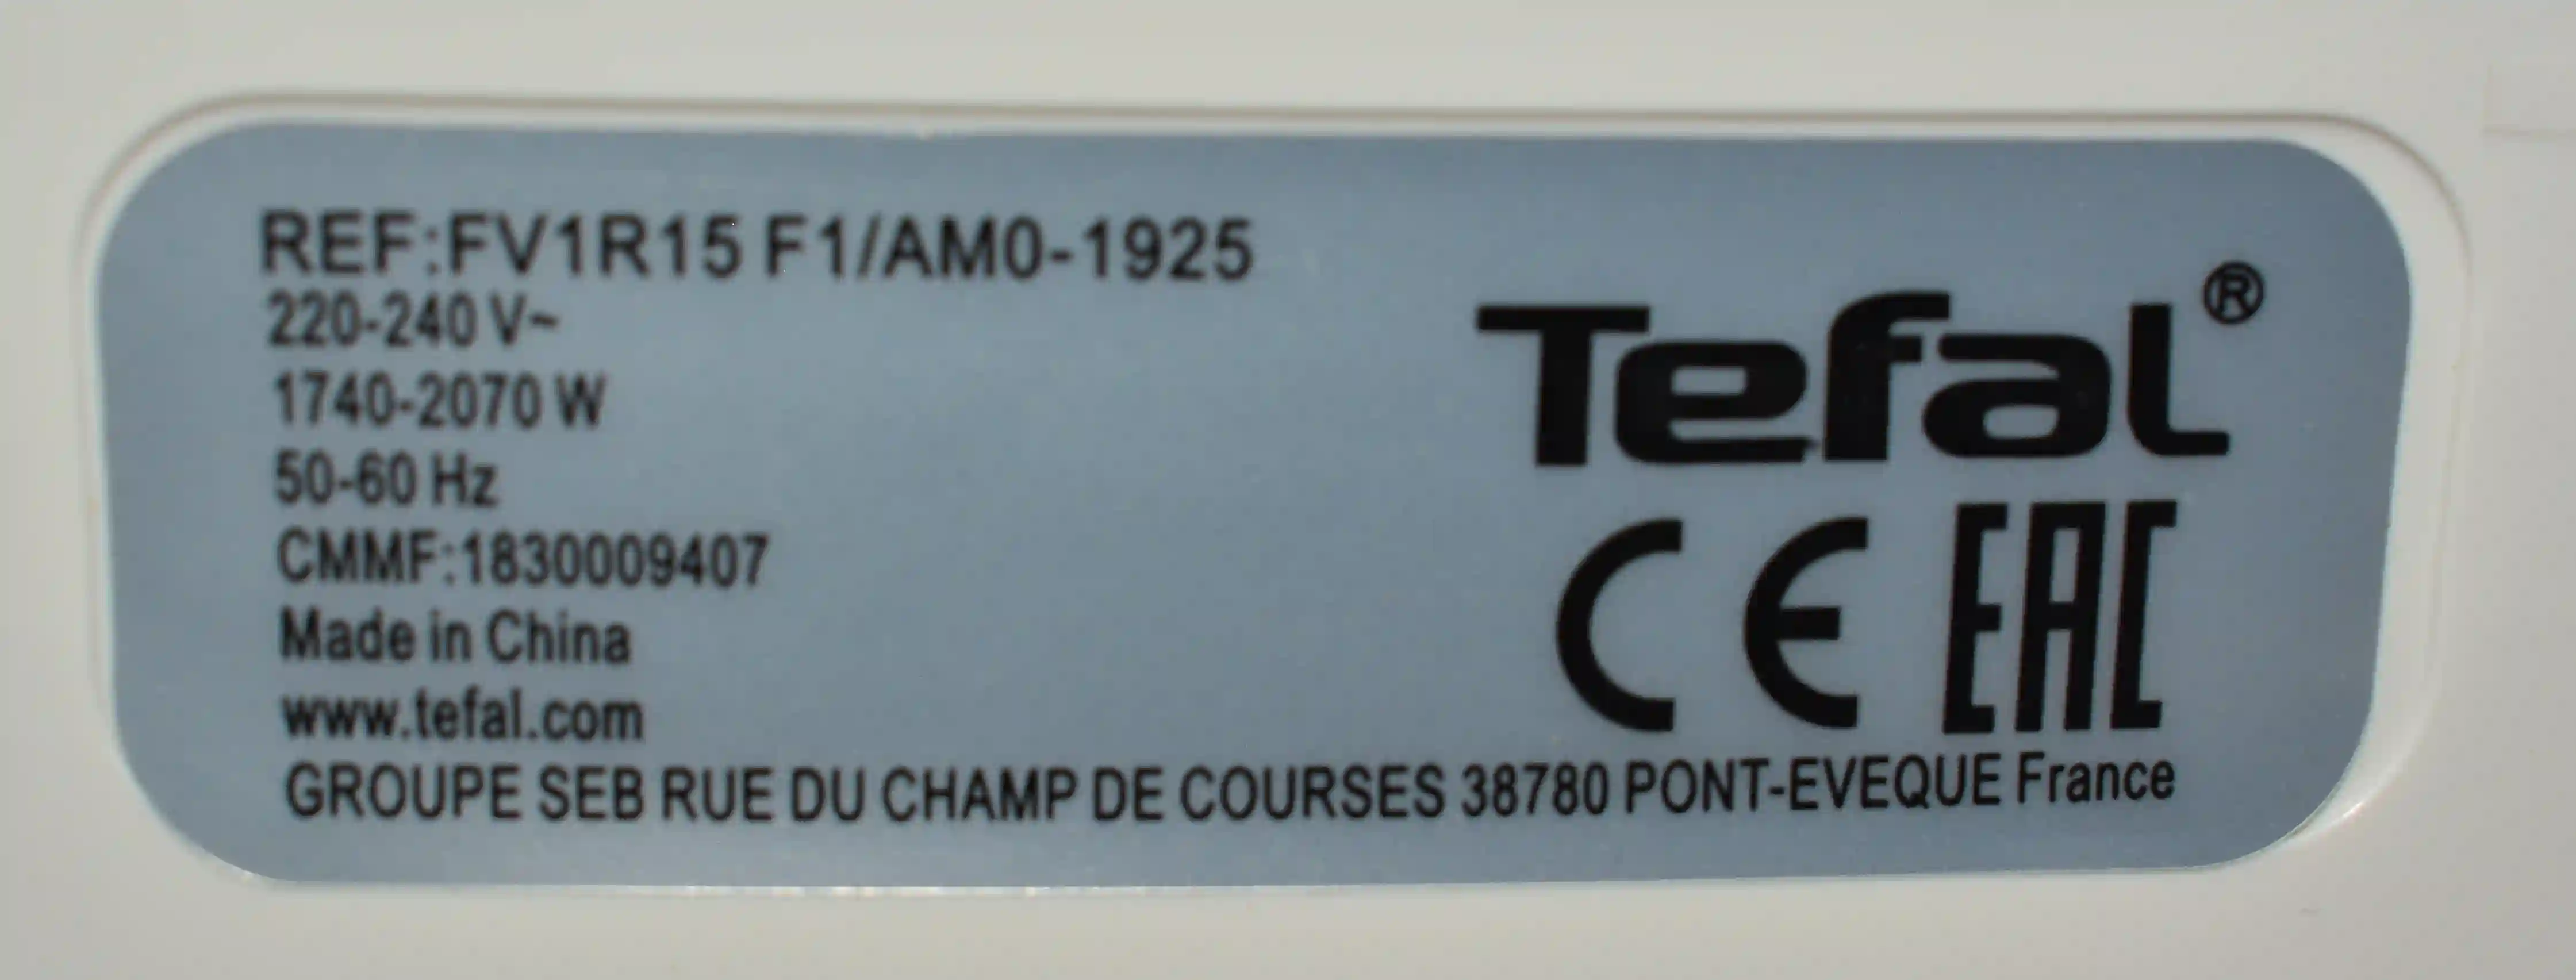 REF:FV1R15 F1/AM0-1925
220-240 V~
1740-2070 W
50-60 Hz
CMMF:1830009407
Made in China
www.tefal.com
GROUPE SEB RUE DU CHAMP DE COURSES 38780 PONT-EVEQUE France
Tefal®
CE EAC